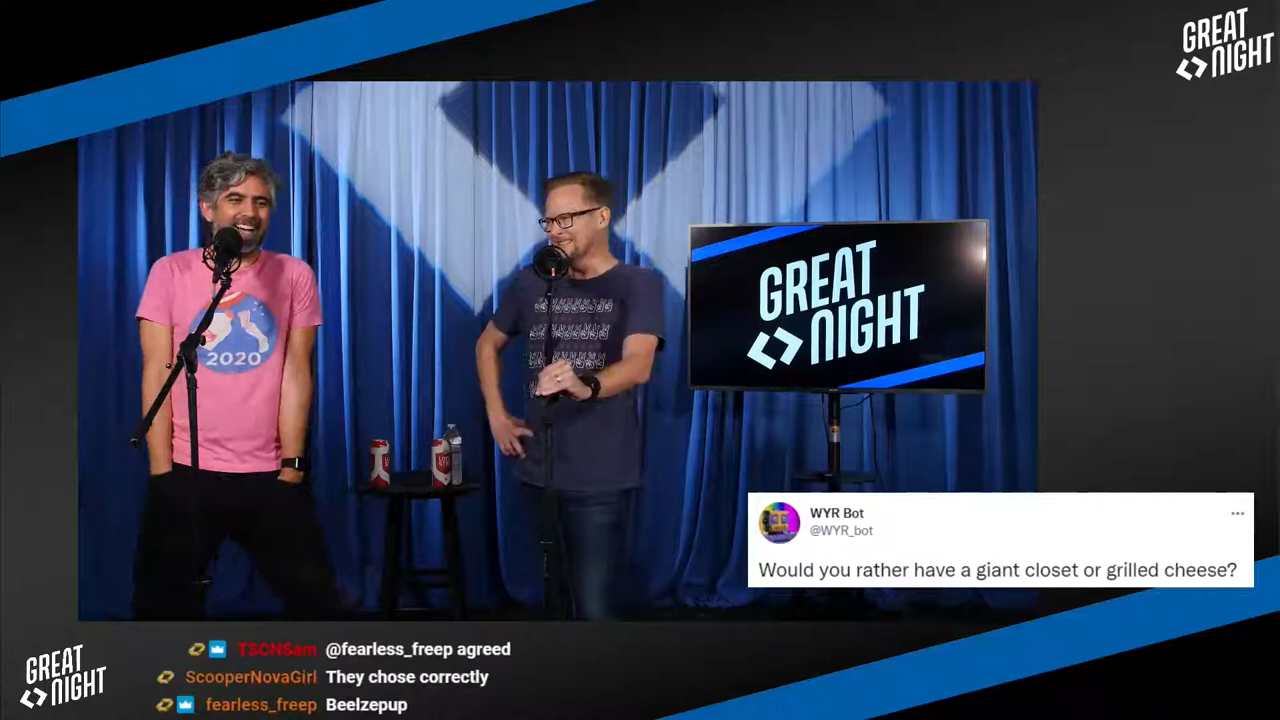 GREAT
NIGHT
GREAT
NIGHT
2020
WYR Bot
@WYR_bot
Would you rather have a giant closet or grilled cheese?
GREAT
NIGHT
TSCNSam @fearless_freep agreed
ScooperNovaGirl They chose correctly
fearless_freep Beelzepup